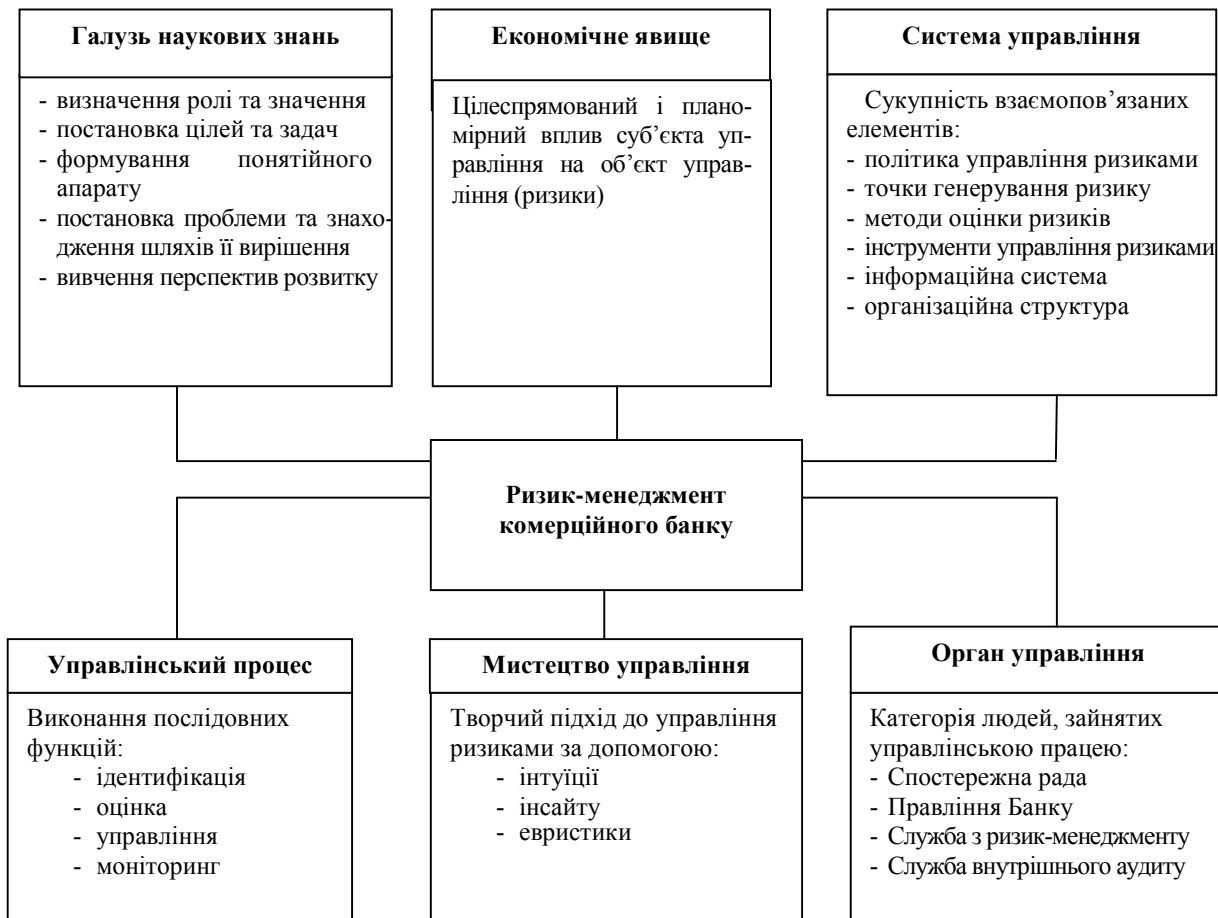 Галузь наукових знань
- визначення ролі та значення
- постановка цілей та задач
- формування понятійного
апарату
- постановка проблеми та знахо-
дження шляхів її вирішення
- вивчення перспектив розвитку
Економічне явище
Цілеспрямований і плано-
мірний вплив суб’єкта уп-
равління на об’єкт управ-
ління (ризики)
Система управління
Сукупність взаємопов’язаних
елементів:
- політика управління ризиками
- точки генерування ризику
- методи оцінки ризиків
- інструменти управління ризиками
- інформаційна система
- організаційна структура
Ризик-менеджмент
комерційного банку
Управлінський процес
Виконання послідовних
функцій:
- ідентифікація
- оцінка
- управління
- моніторинг
Мистецтво управління
Творчий підхід до управління
ризиками за допомогою:
- інтуїції
- інсайту
- евристики
Орган управління
Категорія людей, зайнятих
управлінською працею:
- Спостережна рада
- Правління Банку
- Служба з ризик-менеджменту
- Служба внутрішнього аудиту